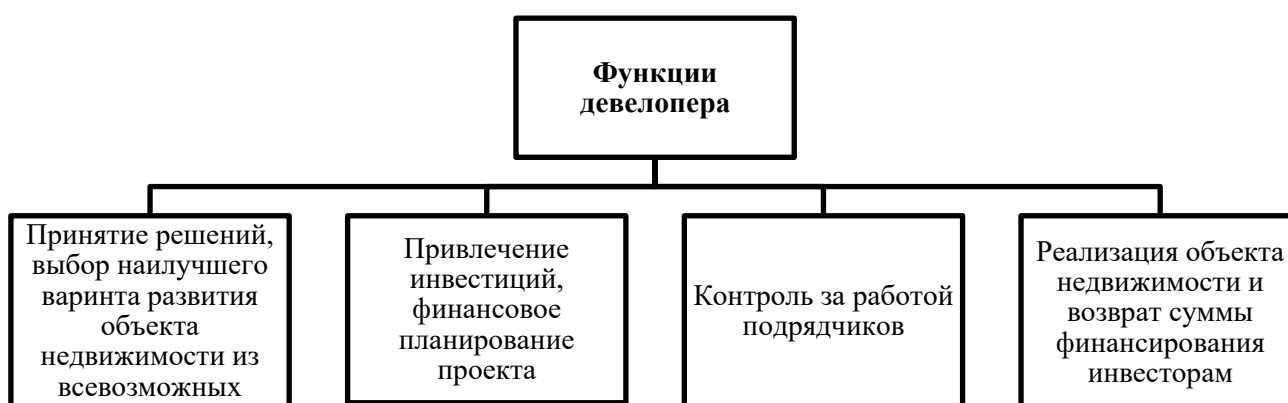 Функции
девелопера
Принятие решений,
выбор наилучшего
варинта развития
объекта
недвижимости из
всевозможных
Привлечение
инвестиций,
финансовое
планирование
проекта
Контроль за работой
подрядчиков
Реализация объекта
недвижимости и
возврат суммы
финансирования
инвесторам